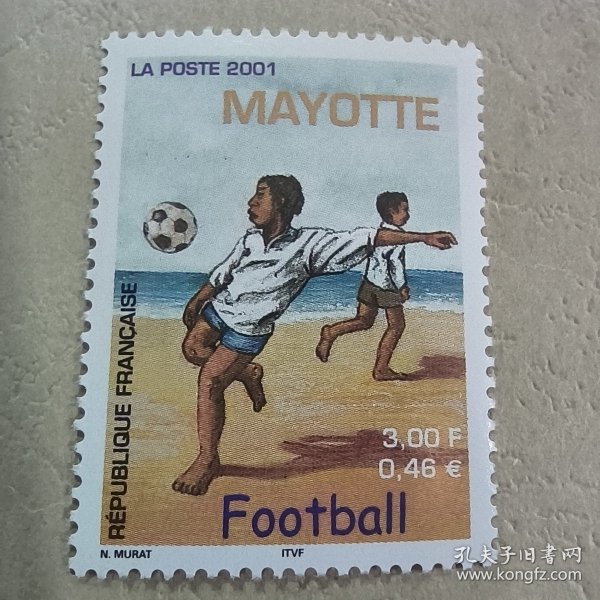 LA POSTE 2001
MAYOTTE
RÉPUBLIQUE FRANÇAISE
3,00 F
0,46 €
Football
N. MURAT
ITVF
孔夫子旧書网
www.kongfz.com